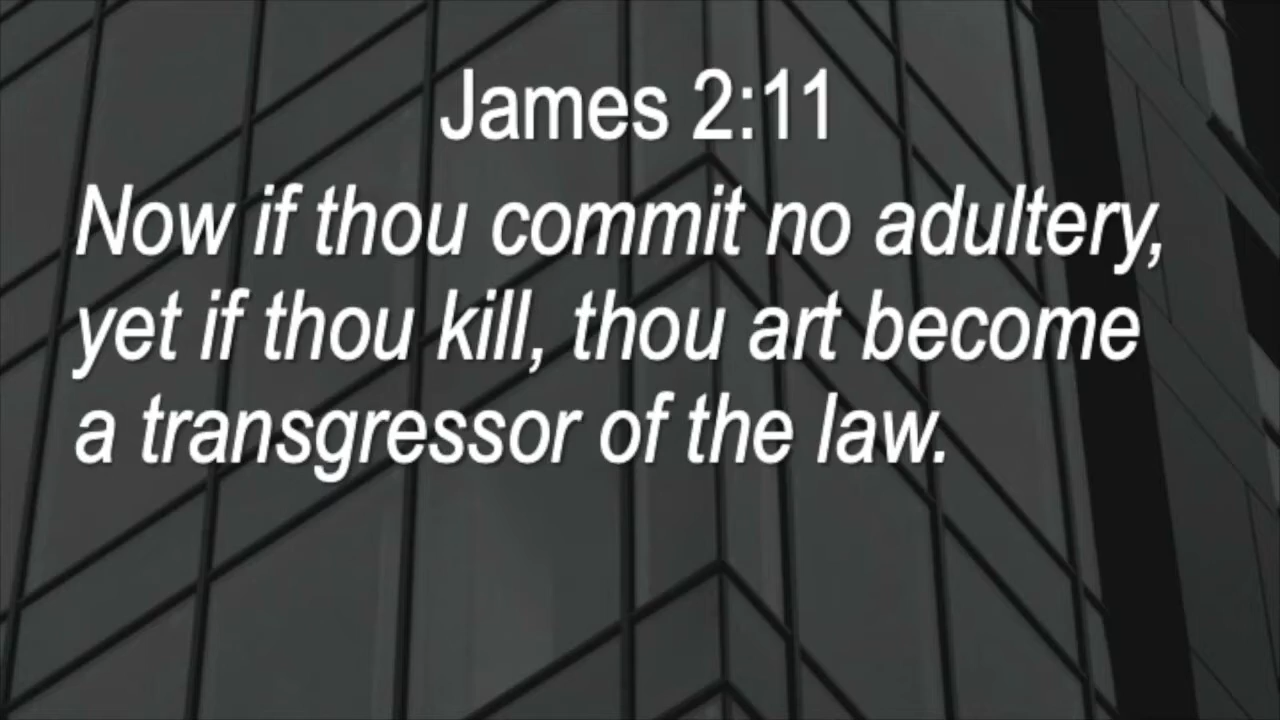 James 2:11
Now if thou commit no adultery,
yet if thou kill, thou art become
a transgressor of the law.